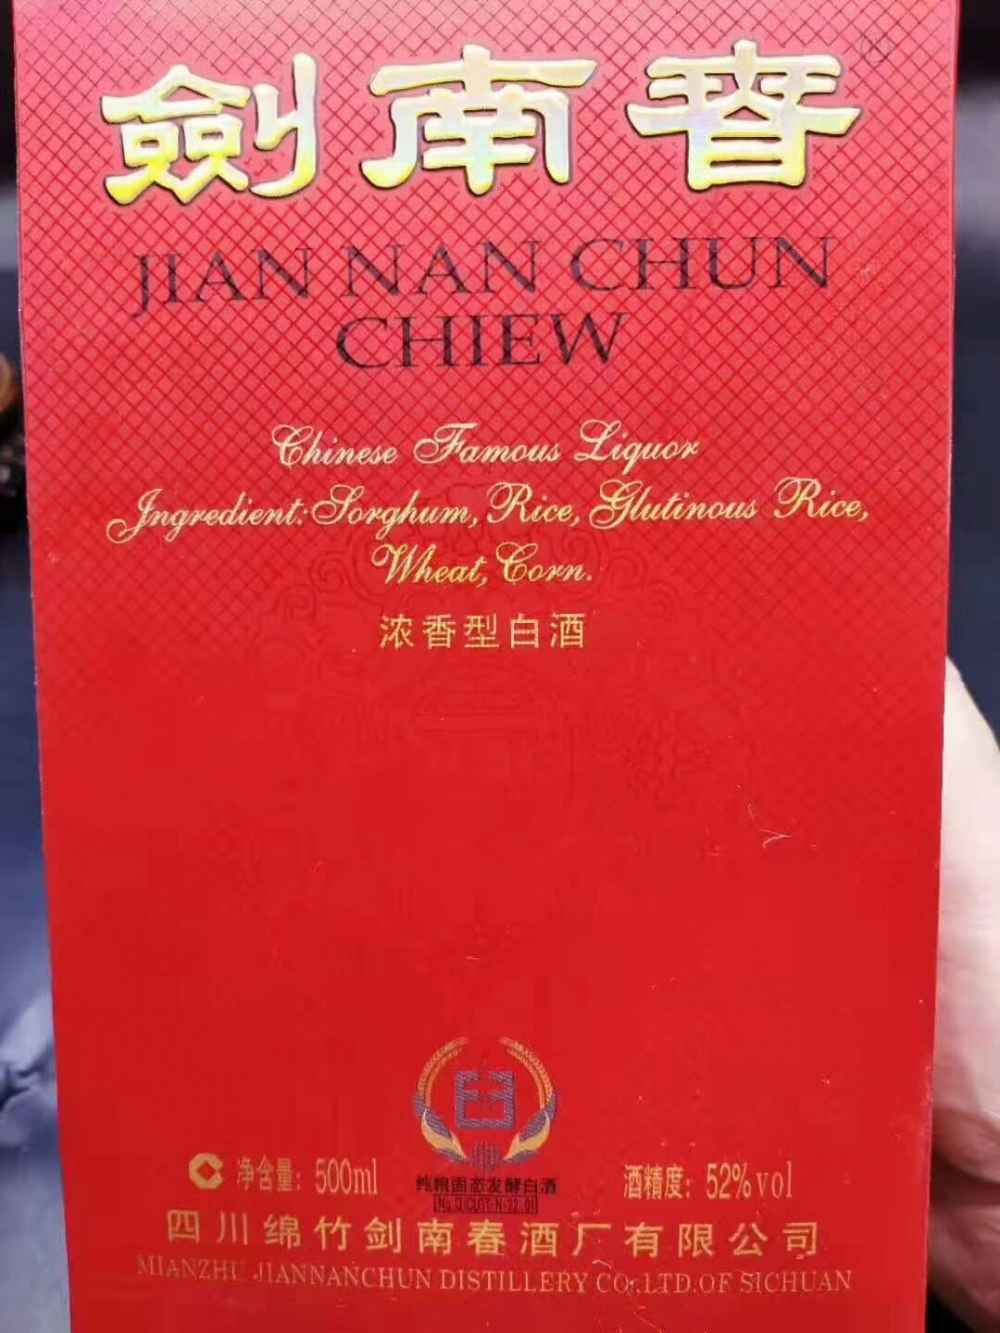 劍南春
JIAN NAN CHUN
CHIEW
Chinese Famous Liquor
Ingredient: Sorghum, Rice, Glutinous Rice,
Wheat, Corn.
浓香型白酒
净含量: 500ml
纯粮固态发酵白酒
酒精度: 52%vol
四川绵竹剑南春酒厂有限公司
MIANZHU JIANNANCHUN DISTILLERY CO.,LTD.OF SICHUAN